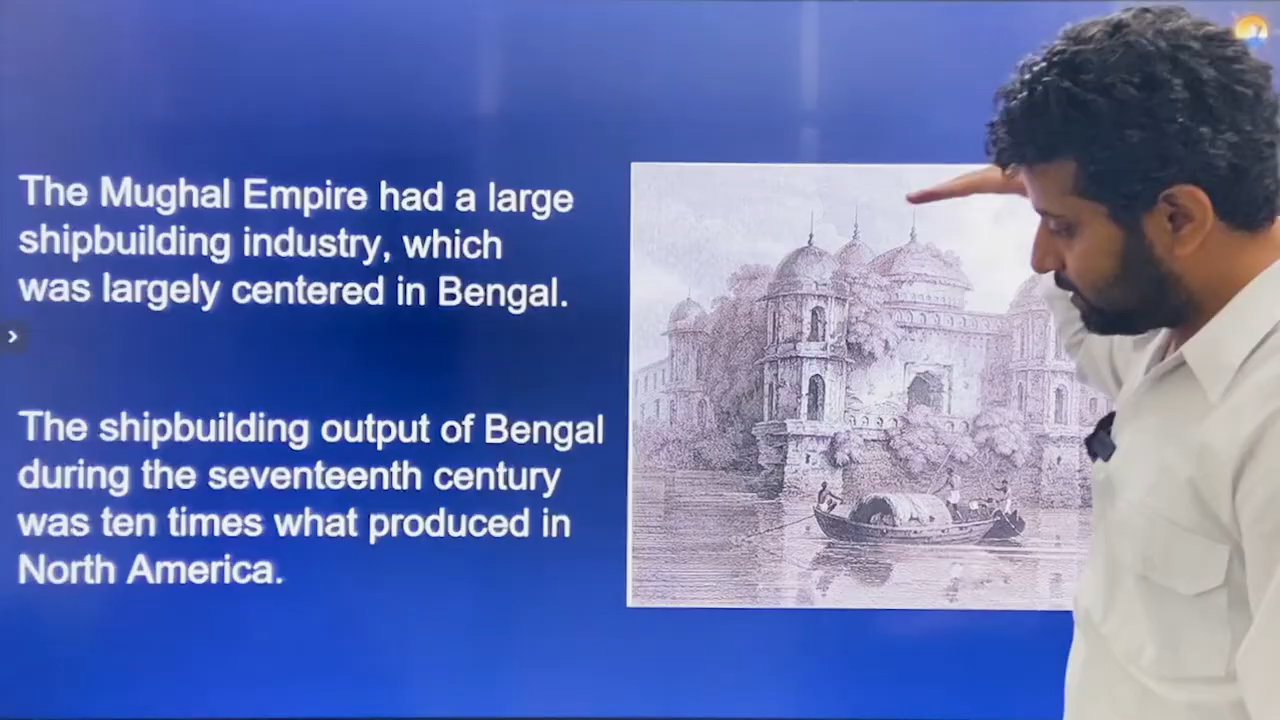 The Mughal Empire had a large
shipbuilding industry, which
was largely centered in Bengal.
The shipbuilding output of Bengal
during the seventeenth century
was ten times what produced in
North America.